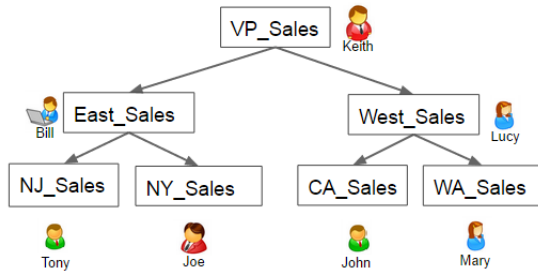 VP_Sales
Keith
Bill
East_Sales
West_Sales
Lucy
NJ_Sales
NY_Sales
CA_Sales
WA_Sales
Tony
Joe
John
Mary